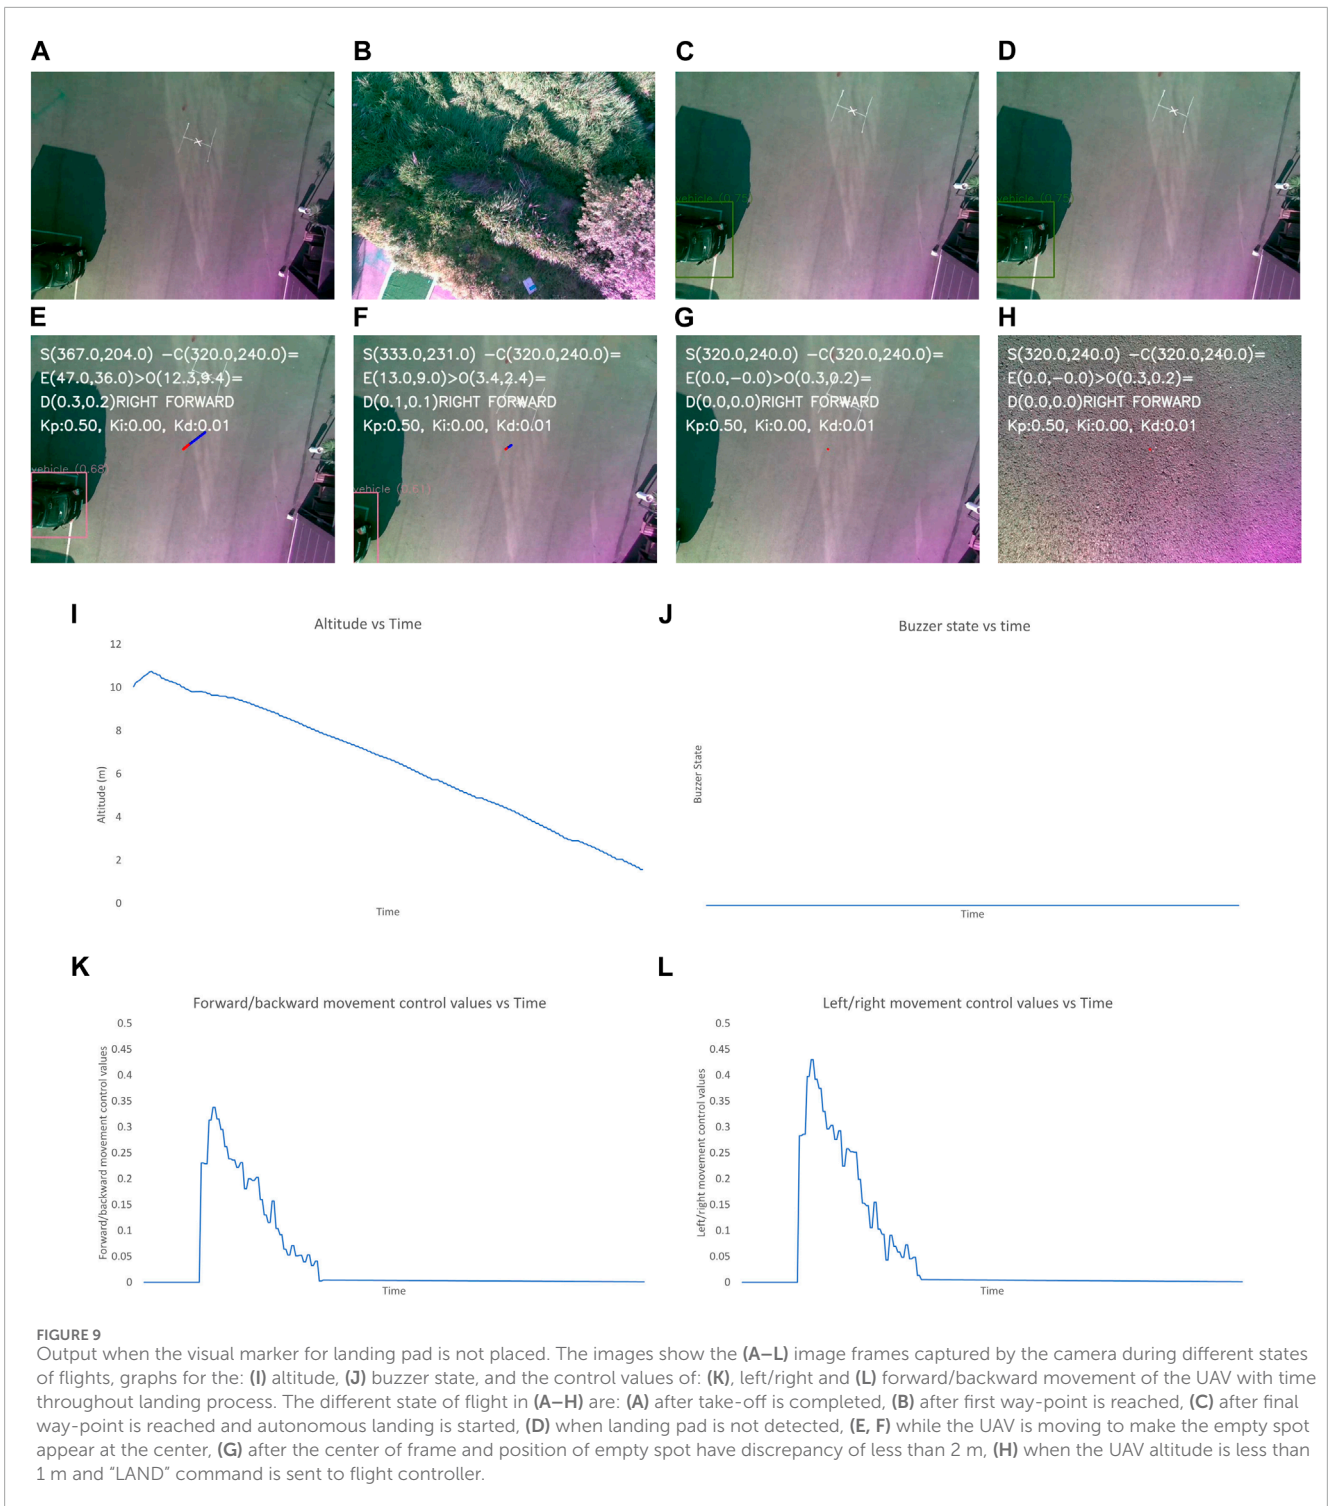 A
B
C
D
vehicle (0.7
vehicle (0.7
E
F
G
H
S(367.0,204.0) −C(320.0,240.0)=
E(47.0,36.0)>O(12.3,9.4)=
D(0.3,0.2)RIGHT FORWARD
Kp:0.50, Ki:0.00, Kd:0.01
vehicle (0.68)
S(333.0,231.0) −C(320.0,240.0)=
E(13.0,9.0)>O(3.4,2.4)=
D(0.1,0.1)RIGHT FORWARD
Kp:0.50, Ki:0.00, Kd:0.01
vehicle (0.61)
S(320.0,240.0) −C(320.0,240.0)=
E(0.0,−0.0)>O(0.3,0.2)=
D(0.0,0.0)RIGHT FORWARD
Kp:0.50, Ki:0.00, Kd:0.01
S(320.0,240.0) −C(320.0,240.0)=
E(0.0,−0.0)>O(0.3,0.2)=
D(0.0,0.0)RIGHT FORWARD
Kp:0.50, Ki:0.00, Kd:0.01
I
Altitude vs Time
12
10
8
6
4
2
0
Altitude (m)
Time
J
Buzzer state vs time
Buzzer State
Time
K
Forward/backward movement control values vs Time
0.5
0.45
0.4
0.35
0.3
0.25
0.2
0.15
0.1
0.05
0
Forward/backward movement control values
Time
L
Left/right movement control values vs Time
0.5
0.45
0.4
0.35
0.3
0.25
0.2
0.15
0.1
0.05
0
Left/right movement control values
Time
FIGURE 9
Output when the visual marker for landing pad is not placed. The images show the (A–L) image frames captured by the camera during different states
of flights, graphs for the: (I) altitude, (J) buzzer state, and the control values of: (K), left/right and (L) forward/backward movement of the UAV with time
throughout landing process. The different state of flight in (A–H) are: (A) after take-off is completed, (B) after first way-point is reached, (C) after final
way-point is reached and autonomous landing is started, (D) when landing pad is not detected, (E, F) while the UAV is moving to make the empty spot
appear at the center, (G) after the center of frame and position of empty spot have discrepancy of less than 2 m, (H) when the UAV altitude is less than
1 m and “LAND” command is sent to flight controller.